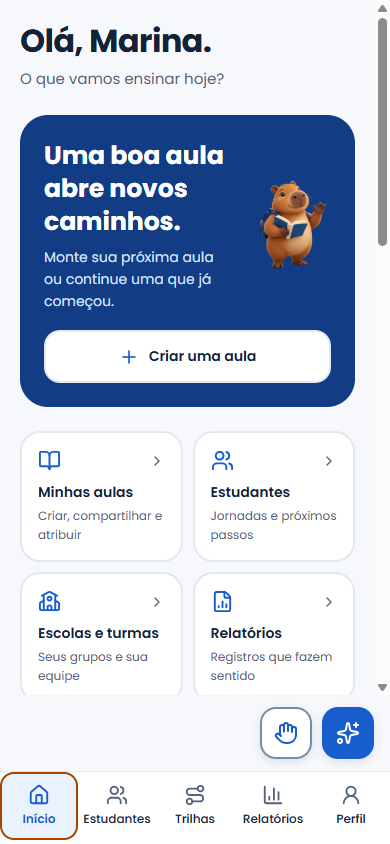 Olá, Marina.
O que vamos ensinar hoje?
Uma boa aula
abre novos
caminhos.
Monte sua próxima aula
ou continue uma que já
começou.
Criar uma aula
Minhas aulas
Criar, compartilhar e
atribuir
Estudantes
Jornadas e próximos
passos
Escolas e turmas
Seus grupos e sua
equipe
Relatórios
Registros que fazem
sentido
Início
Estudantes
Trilhas
Relatórios
Perfil